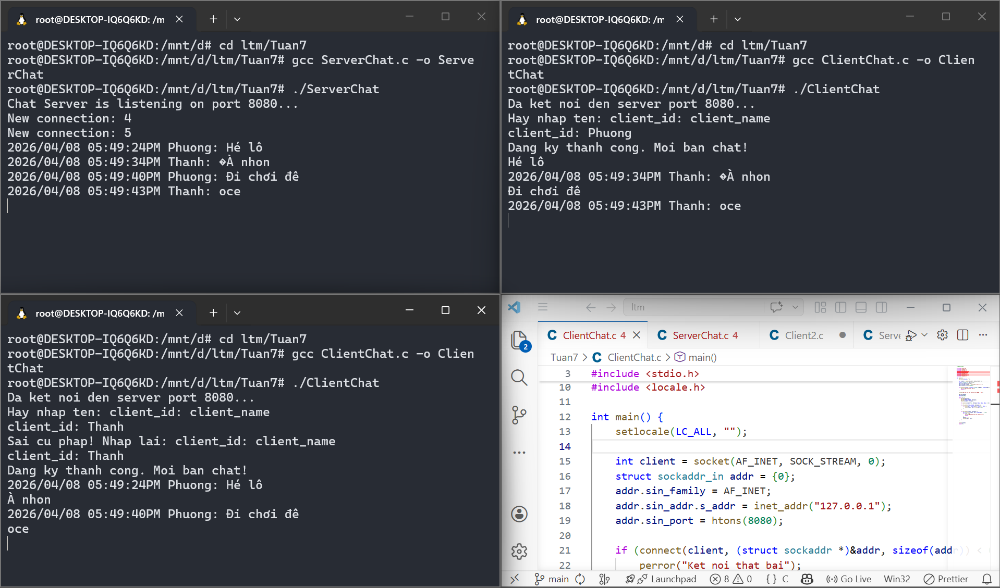 root@DESKTOP-IQ6Q6KD: /m
root@DESKTOP-IQ6Q6KD:/mnt/d# cd ltm/Tuan7
root@DESKTOP-IQ6Q6KD:/mnt/d/ltm/Tuan7# gcc ServerChat.c -o Serve
rChat
root@DESKTOP-IQ6Q6KD:/mnt/d/ltm/Tuan7# ./ServerChat
Chat Server is listening on port 8080...
New connection: 4
New connection: 5
2026/04/08 05:49:24PM Phuong: Hé lô
2026/04/08 05:49:34PM Thanh: �À nhon
2026/04/08 05:49:40PM Phuong: Đi chơi đê
2026/04/08 05:49:43PM Thanh: oce
root@DESKTOP-IQ6Q6KD: /m
root@DESKTOP-IQ6Q6KD:/mnt/d# cd ltm/Tuan7
root@DESKTOP-IQ6Q6KD:/mnt/d/ltm/Tuan7# gcc ClientChat.c -o Clien
tChat
root@DESKTOP-IQ6Q6KD:/mnt/d/ltm/Tuan7# ./ClientChat
Da ket noi den server port 8080...
Hay nhap ten: client_id: client_name
client_id: Phuong
Dang ky thanh cong. Moi ban chat!
Hé lô
2026/04/08 05:49:34PM Thanh: �À nhon
Đi chơi đê
2026/04/08 05:49:43PM Thanh: oce
root@DESKTOP-IQ6Q6KD: /m
root@DESKTOP-IQ6Q6KD:/mnt/d# cd ltm/Tuan7
root@DESKTOP-IQ6Q6KD:/mnt/d/ltm/Tuan7# gcc ClientChat.c -o Clien
tChat
root@DESKTOP-IQ6Q6KD:/mnt/d/ltm/Tuan7# ./ClientChat
Da ket noi den server port 8080...
Hay nhap ten: client_id: client_name
client_id: Thanh
Sai cu phap! Nhap lai: client_id: client_name
client_id: Thanh
Dang ky thanh cong. Moi ban chat!
2026/04/08 05:49:24PM Phuong: Hé lô
À nhon
2026/04/08 05:49:40PM Phuong: Đi chơi đê
oce
ltm
2
C ClientChat.c 4 C ServerChat.c 4 C Client2.c C Serve
Tuan7 > C ClientChat.c > main()
3 #include <stdio.h>
10 #include <locale.h>
11
12 int main() {
13 setlocale(LC_ALL, "");
14
15 int client = socket(AF_INET, SOCK_STREAM, 0);
16 struct sockaddr_in addr = {0};
17 addr.sin_family = AF_INET;
18 addr.sin_addr.s_addr = inet_addr("127.0.0.1");
19 addr.sin_port = htons(8080);
20
21 if (connect(client, (struct sockaddr *)&addr, sizeof(addr)) <
22 perror("Ket noi that bai");
main Launchpad 8 0 { } C Go Live Win32 Prettier